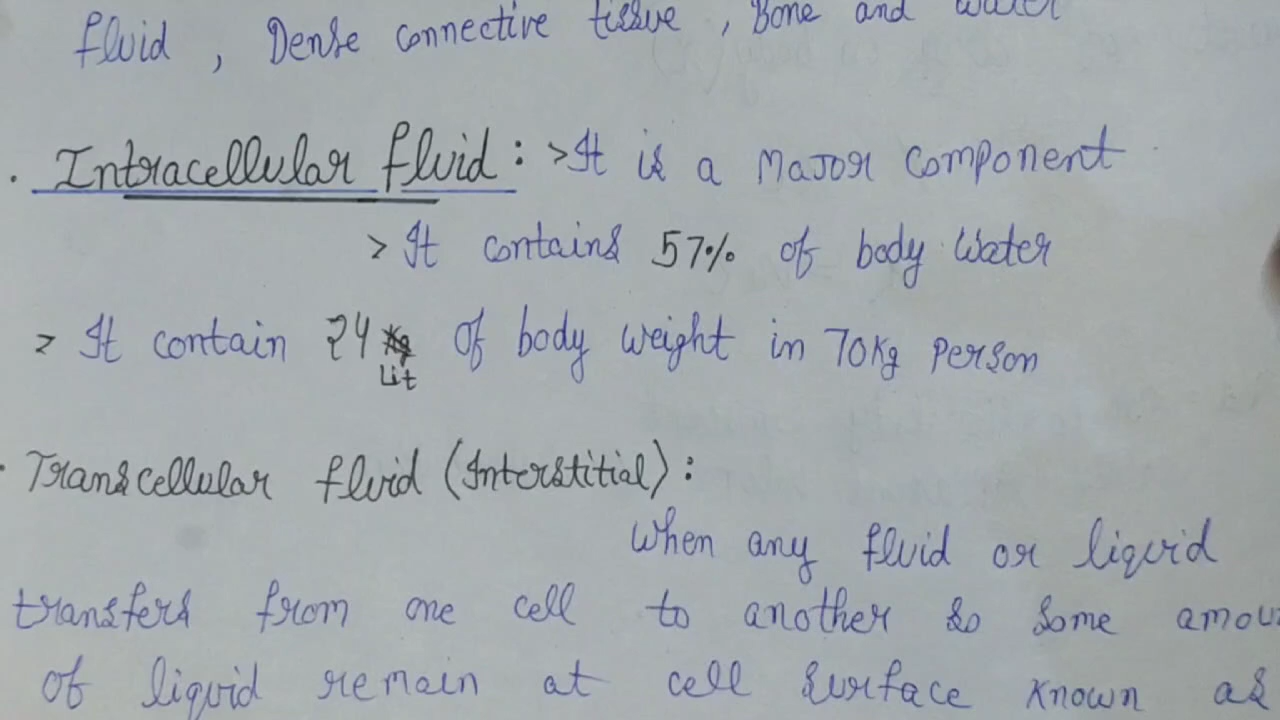 fluid, Dense connective tissue, Bone and water
• Intracellular fluid: > It is a Major Component
> It contains 57% of body Water
> It contain 24 Lit of body weight in 70Kg Person
• Transcellular fluid (Interstitial):
When any fluid or liquid
transfers from one cell to another so some amou
of liquid remain at cell surface known as